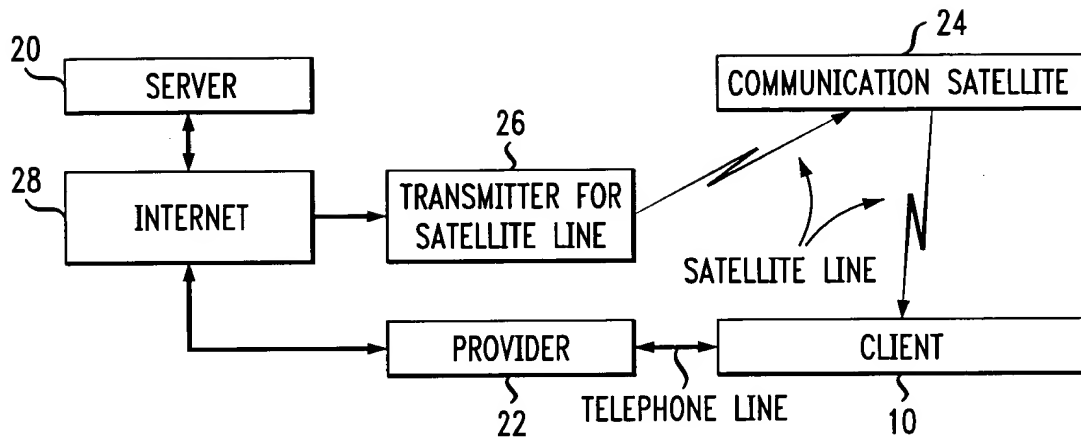 20
SERVER
24
COMMUNICATION SATELLITE
26
28
INTERNET
TRANSMITTER FOR
SATELLITE LINE
SATELLITE LINE
PROVIDER
CLIENT
22
TELEPHONE LINE
10